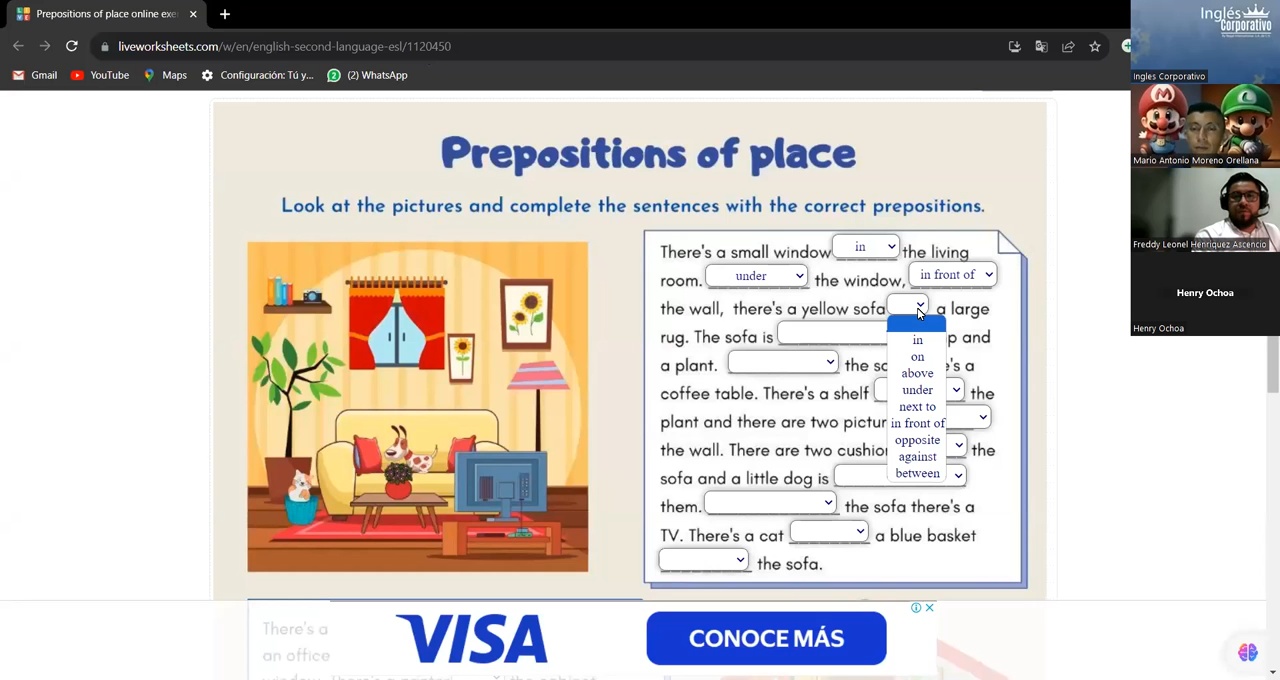 Prepositions of place online exe
liveworksheets.com/w/en/english-second-language-esl/1120450
Gmail YouTube Maps Configuración: Tú y... (2) WhatsApp
Inglés
Corporativo
Ingles Corporativo
Mario Antonio Moreno Orellana
Freddy Leonel Henriquez Ascencio
Henry Ochoa
Henry Ochoa
Prepositions of place
Look at the pictures and complete the sentences with the correct prepositions.
There's a small window in the living
room. under the window, in front of
the wall, there's a yellow sofa a large
rug. The sofa is p and
a plant. the so e's a
coffee table. There's a shelf the
plant and there are two pictur
the wall. There are two cushion the
sofa and a little dog is
them. the sofa there's a
TV. There's a cat a blue basket
the sofa.
in
on
above
under
next to
in front of
opposite
against
between
There's a
an office
VISA
CONOCE MÁS